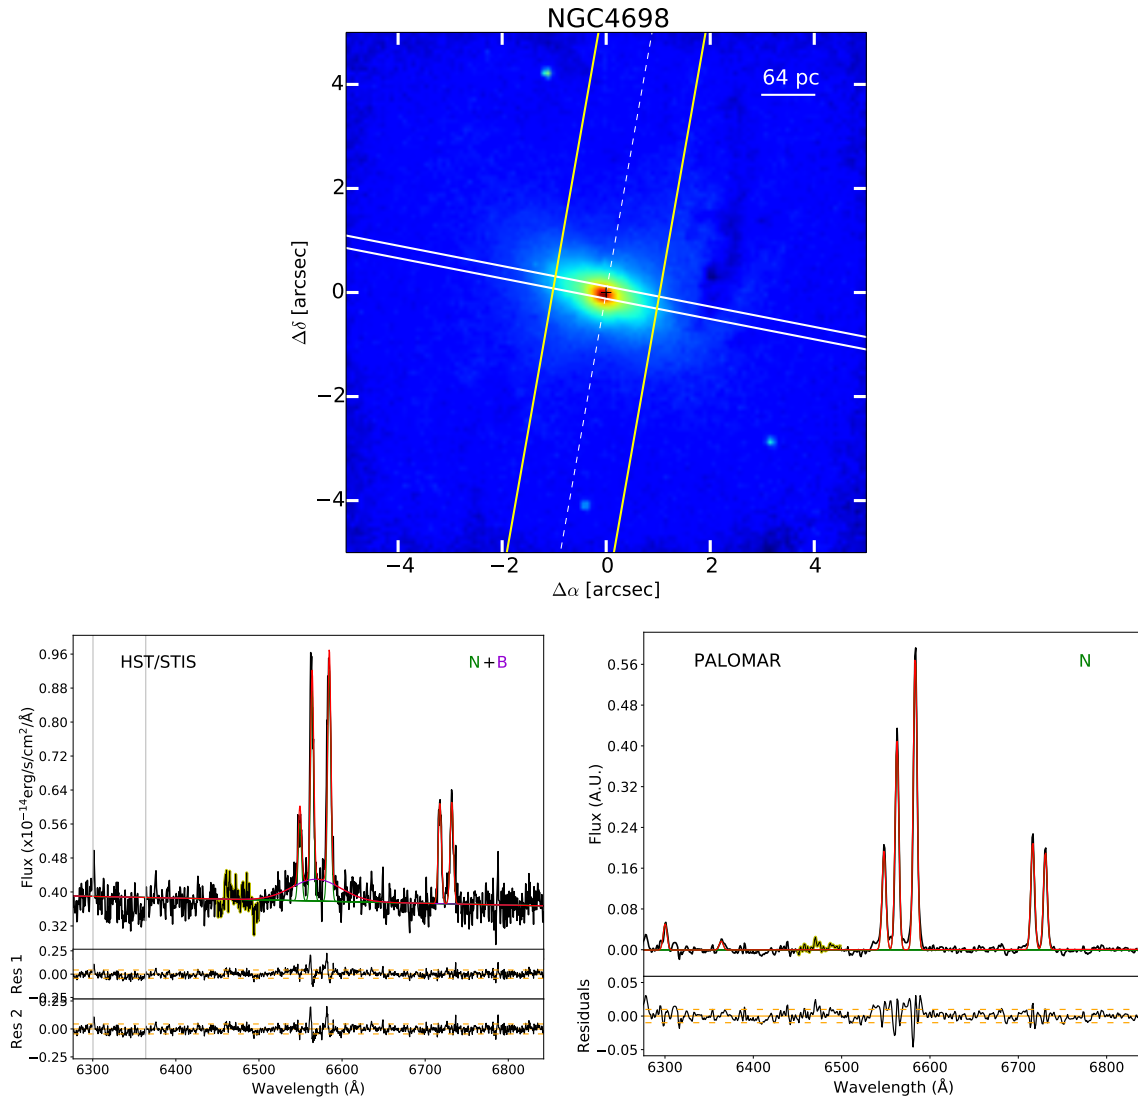 NGC4698
64 pc
4
2
0
−2
−4
Δδ [arcsec]
−4 −2 0 2 4
Δα [arcsec]
HST/STIS N+B
0.96
0.88
0.80
0.72
0.64
0.56
0.48
0.40
0.32
Flux (x10⁻¹⁴erg/s/cm²/Å)
0.25
0.00
−0.25
Res 1
0.25
0.00
−0.25
Res 2
6300 6400 6500 6600 6700 6800
Wavelength (Å)
PALOMAR N
0.56
0.48
0.40
0.32
0.24
0.16
0.08
0.00
Flux (A.U.)
0.05
0.00
−0.05
Residuals
6300 6400 6500 6600 6700 6800
Wavelength (Å)